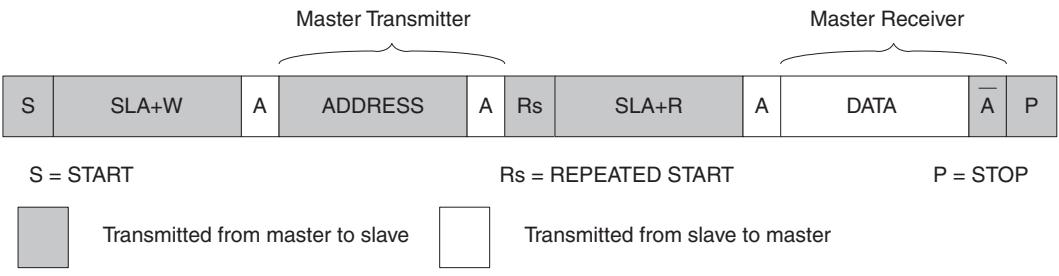 Master Transmitter Master Receiver
S SLA+W A ADDRESS A Rs SLA+R A DATA A̅ P
S = START Rs = REPEATED START P = STOP
Transmitted from master to slave Transmitted from slave to master